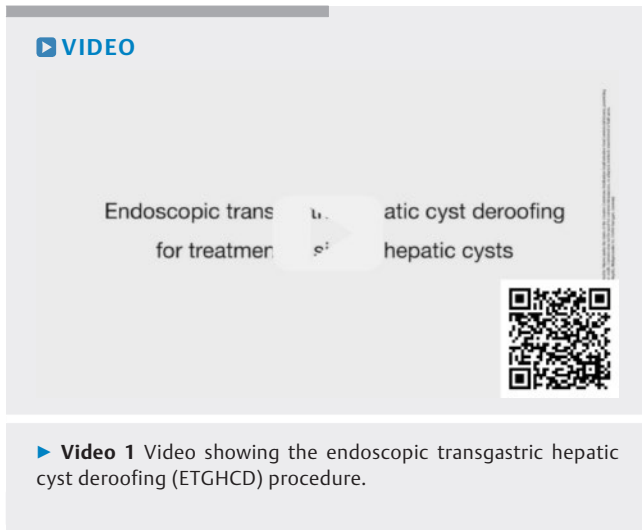 VIDEO
Endoscopic trans atic cyst deroofing
for treatmen si hepatic cysts
► Video 1 Video showing the endoscopic transgastric hepatic
cyst deroofing (ETGHCD) procedure.